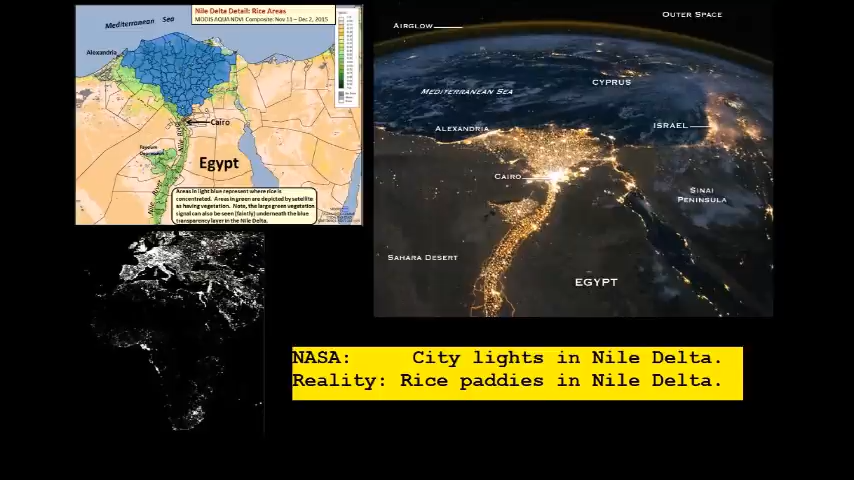 Nile Delta Detail: Rice Areas
MODIS AQUA NDVI Composite: Nov 11 – Dec 2, 2015
Mediterranean Sea
Alexandria
Cairo
Nile River
Fayoum
Depression
Egypt
Areas in light blue represent where rice is
concentrated. Areas in green are depicted by satellite
as having vegetation. Note, the large green vegetation
signal can also be seen (faintly) underneath the blue
transparency layer in the Nile Delta.
OUTER SPACE
AIRGLOW
CYPRUS
MEDITERRANEAN SEA
ALEXANDRIA
ISRAEL
CAIRO
SINAI
PENINSULA
SAHARA DESERT
EGYPT
NASA: City lights in Nile Delta.
Reality: Rice paddies in Nile Delta.